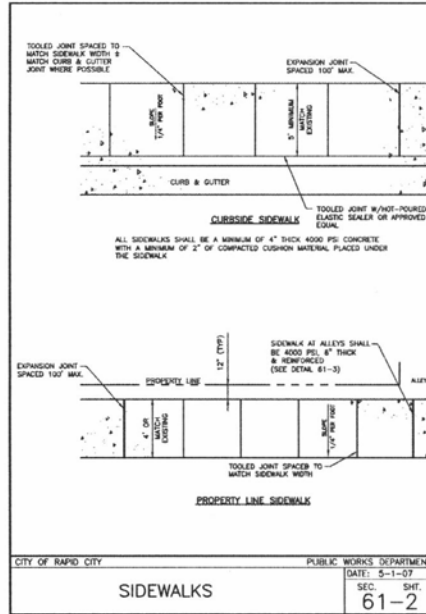 TOOLED JOINT SPACED TO
MATCH SIDEWALK WIDTH &
MATCH CURB & GUTTER
JOINT WHERE POSSIBLE
EXPANSION JOINT
SPACED 100' MAX.
SLOPE
1/4" PER FOOT
5' MINIMUM
MATCH
EXISTING
CURB & GUTTER
TOOLED JOINT W/HOT-POURED
ELASTIC SEALER OR APPROVED
EQUAL
CURBSIDE SIDEWALK
ALL SIDEWALKS SHALL BE A MINIMUM OF 4" THICK 4000 PSI CONCRETE
WITH A MINIMUM OF 2" OF COMPACTED CUSHION MATERIAL PLACED UNDER
THE SIDEWALK
12" (TYP)
SIDEWALK AT ALLEYS SHALL
BE 4000 PSI, 6" THICK
& REINFORCED
(SEE DETAIL 61-3)
EXPANSION JOINT
SPACED 100' MAX.
PROPERTY LINE
ALLEY
4' OR
MATCH
EXISTING
SLOPE
1/4" PER FOOT
TOOLED JOINT SPACED TO
MATCH SIDEWALK WIDTH
PROPERTY LINE SIDEWALK
CITY OF RAPID CITY
PUBLIC WORKS DEPARTMENT
SIDEWALKS
DATE: 5-1-07
SEC. SHT.
61-2